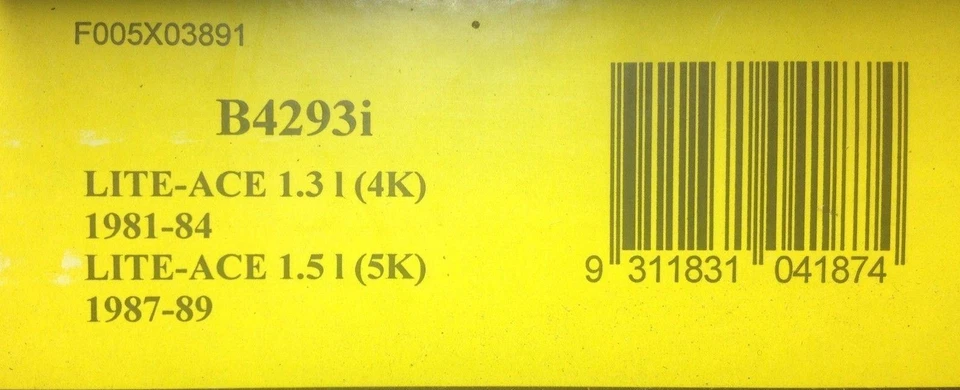 F005X03891
B4293i
LITE-ACE 1.3 l (4K)
1981-84
LITE-ACE 1.5 l (5K)
1987-89
9 311831 041874